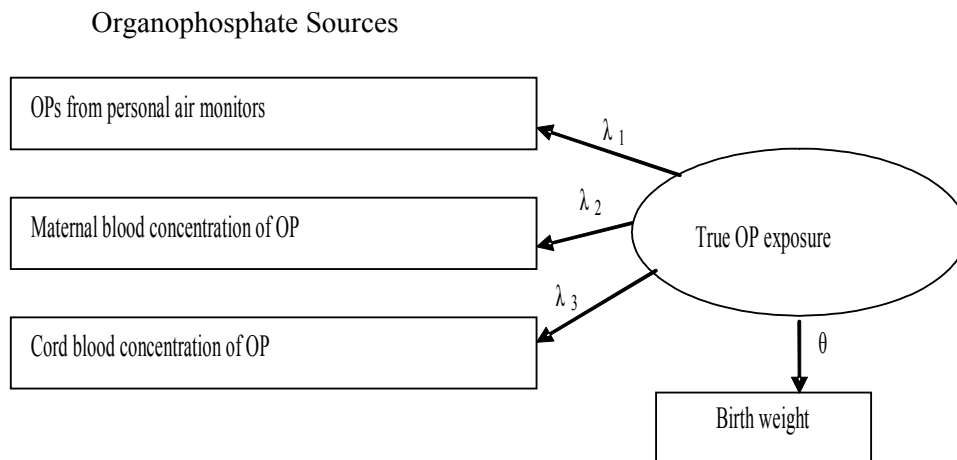 Organophosphate Sources
OPs from personal air monitors
λ 1
Maternal blood concentration of OP
λ 2
True OP exposure
Cord blood concentration of OP
λ 3
θ
Birth weight